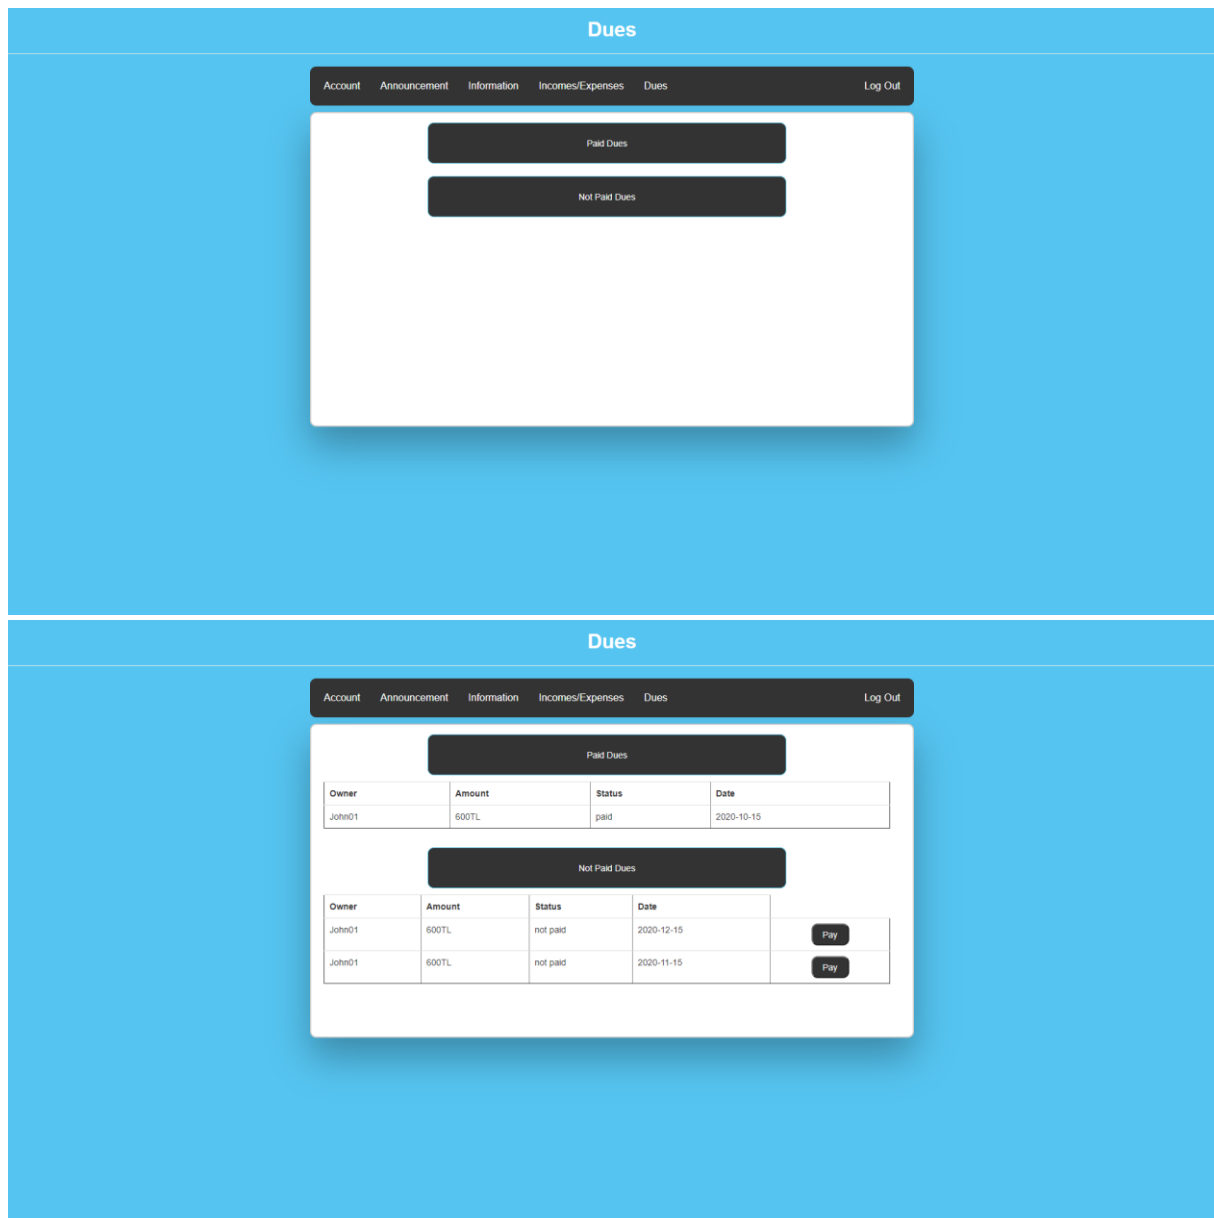 Dues
Account Announcement Information Incomes/Expenses Dues Log Out
Paid Dues
Not Paid Dues
Dues
Account Announcement Information Incomes/Expenses Dues Log Out
Paid Dues
Owner Amount Status Date
John01 600TL paid 2020-10-15
Not Paid Dues
Owner Amount Status Date
John01 600TL not paid 2020-12-15 Pay
John01 600TL not paid 2020-11-15 Pay